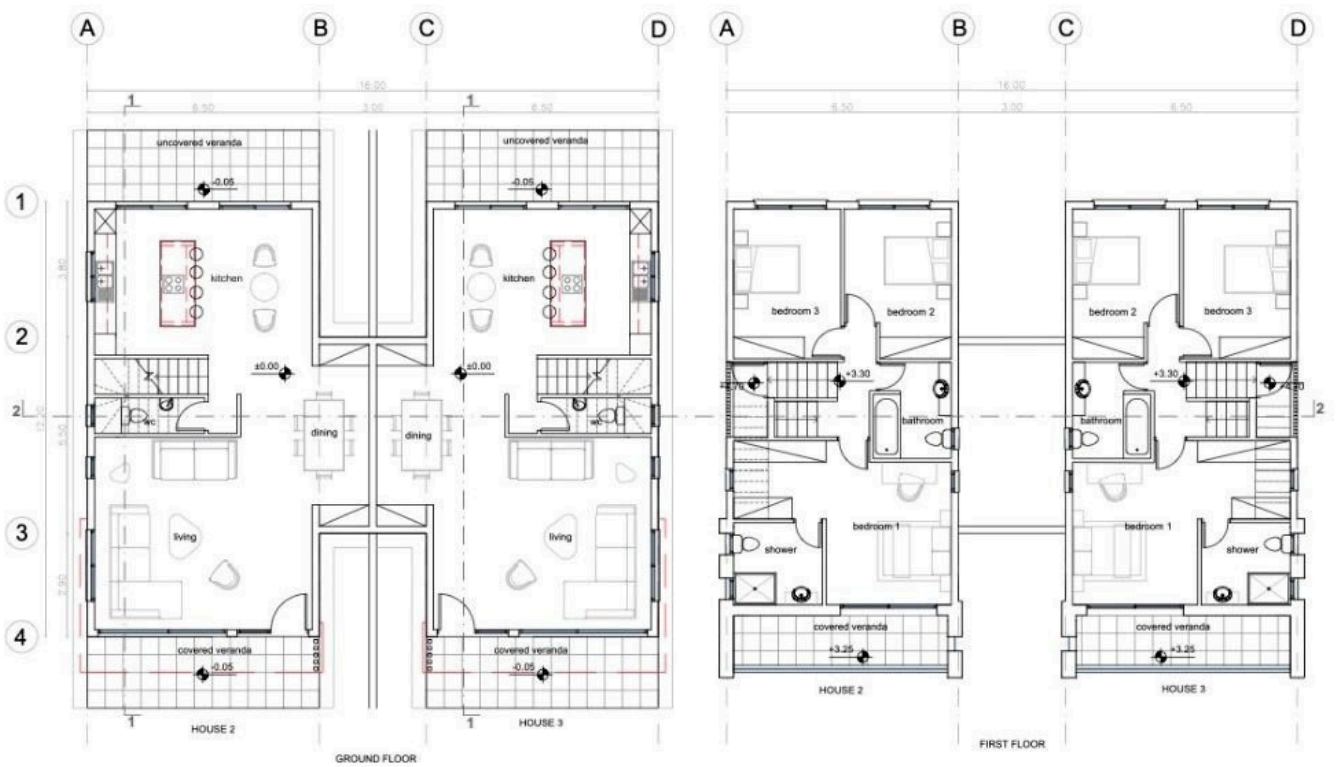 A B C D
16.00
6.50 3.00 6.50
1 1
uncovered veranda uncovered veranda
-0.05 -0.05
1
3.80
kitchen kitchen
2
±0.00 ±0.00
2
wc wc
dining dining
6.50
3
living living
2.90
4
covered veranda covered veranda
-0.05 -0.05
1 1
HOUSE 2 HOUSE 3
GROUND FLOOR
A B C D
16.00
6.50 3.00 6.50
bedroom 3 bedroom 2 bedroom 2 bedroom 3
+3.30 +3.30
2
bathroom bathroom
bedroom 1 bedroom 1
shower shower
covered veranda covered veranda
+3.25 +3.25
HOUSE 2 HOUSE 3
FIRST FLOOR